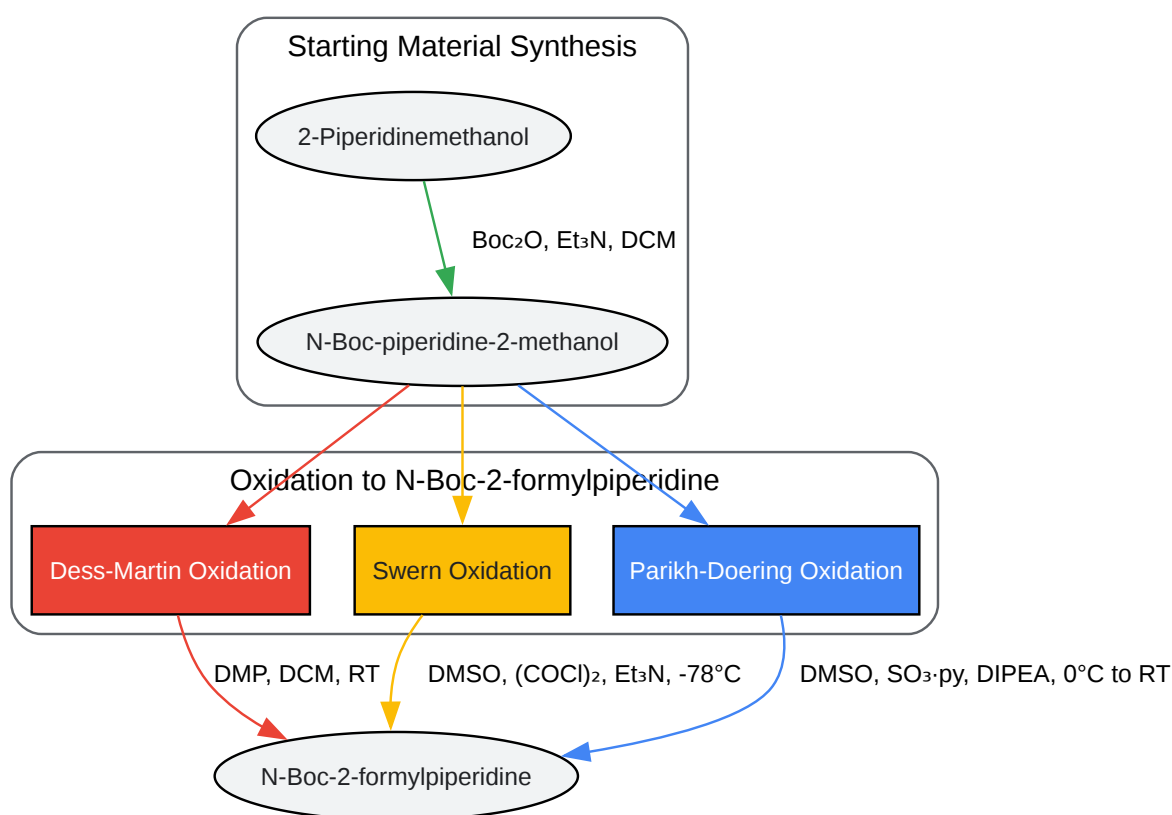 Starting Material Synthesis
2-Piperidinemethanol
Boc₂O, Et₃N, DCM
N-Boc-piperidine-2-methanol
Oxidation to N-Boc-2-formylpiperidine
Dess-Martin Oxidation
Swern Oxidation
Parikh-Doering Oxidation
DMP, DCM, RT
DMSO, (COCl)₂, Et₃N, -78°C
DMSO, SO₃·py, DIPEA, 0°C to RT
N-Boc-2-formylpiperidine